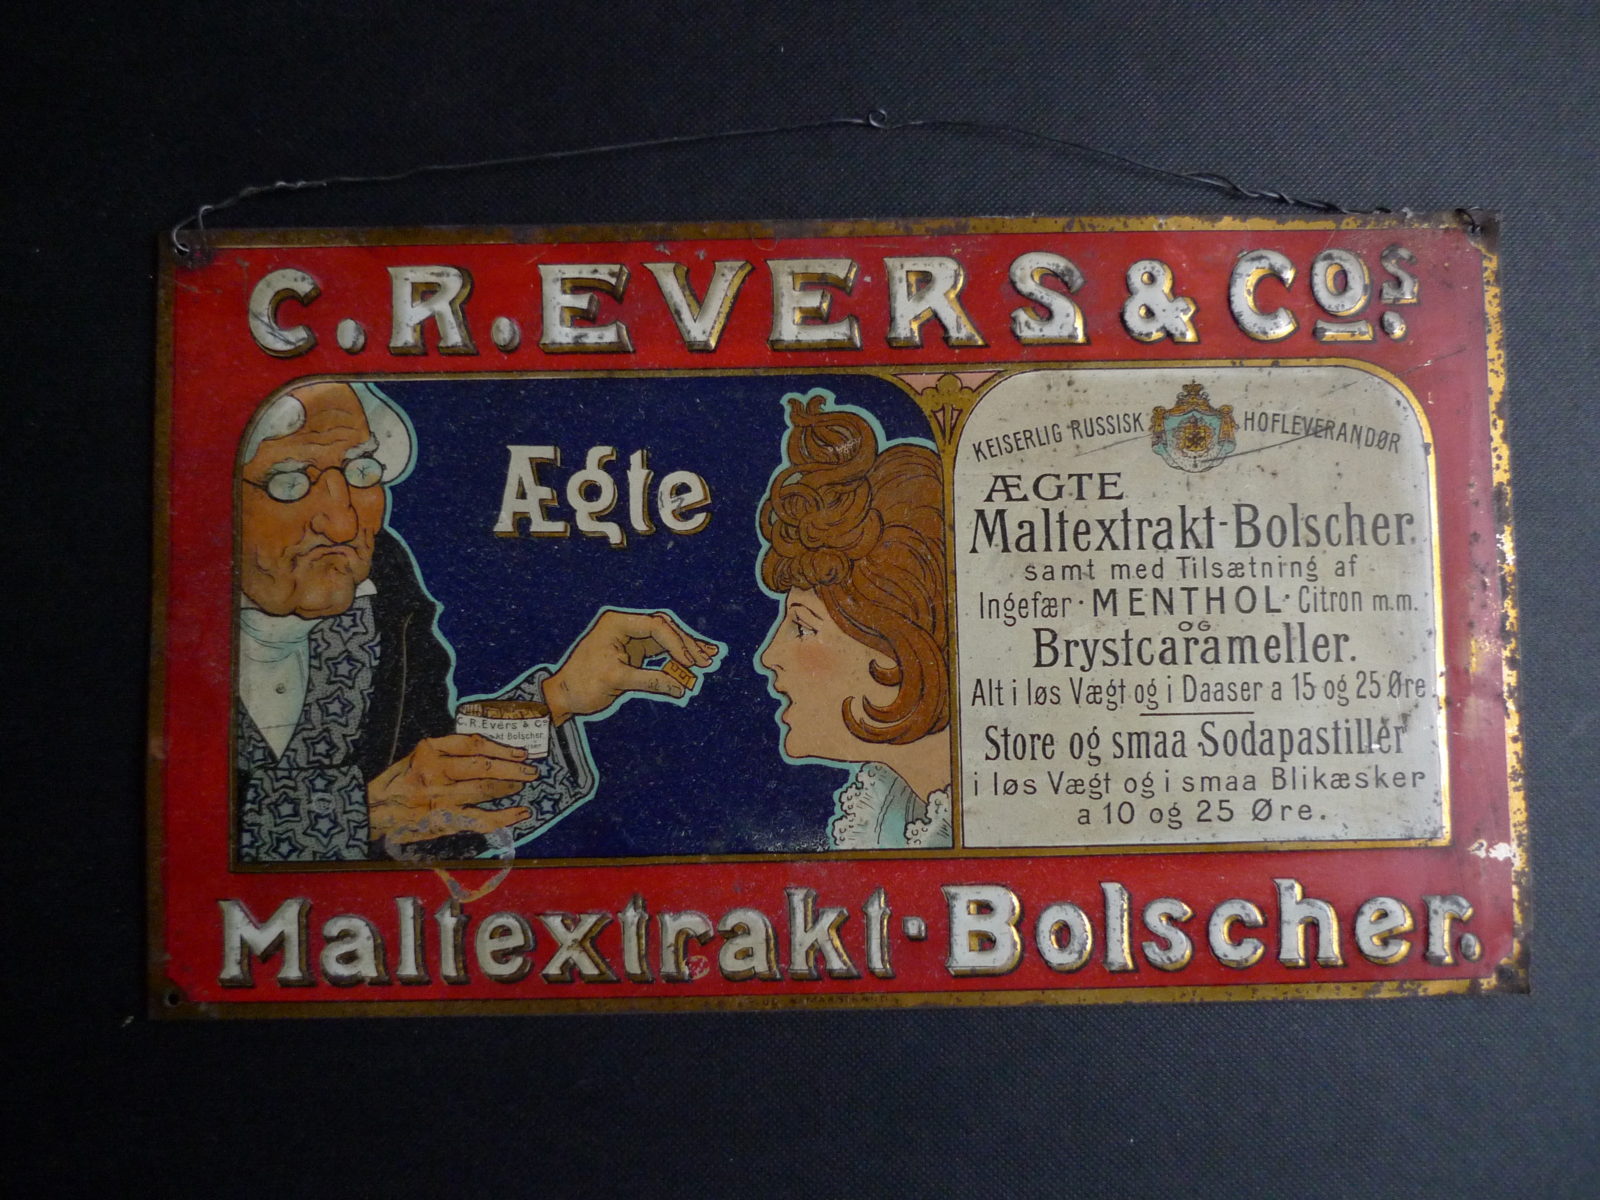 C. R. EVERS & Cos.
Ægte
C. R. Evers & Co
kt Bolscher.
KEISERLIG RUSSISK HOFLEVERANDØR
ÆGTE
Maltextrakt-Bolscher.
samt med Tilsætning af
Ingefær · MENTHOL · Citron m.m.
OG
Brystcarameller.
Alt i løs Vægt og i Daaser a 15 og 25 Øre.
Store og smaa Sodapastiller
i løs Vægt og i smaa Blikæsker
a 10 og 25 Øre.
Maltextrakt-Bolscher.